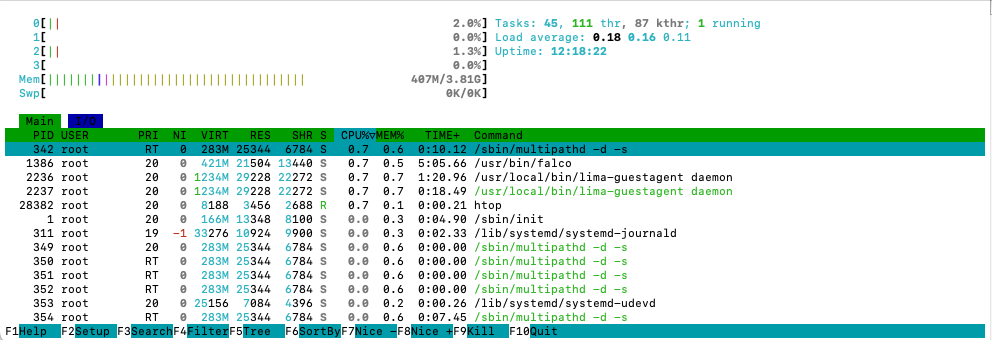 0[|| 2.0%] Tasks: 45, 111 thr, 87 kthr; 1 running
1[ 0.0%] Load average: 0.18 0.16 0.11
2[|| 1.3%] Uptime: 12:18:22
3[ 0.0%]
Mem[||||||||||||||||||||||||||||||||||||| 407M/3.81G]
Swp[ 0K/0K]
Main I/O
PID USER PRI NI VIRT RES SHR S CPU%▽MEM% TIME+ Command
342 root RT 0 283M 25344 6784 S 0.7 0.6 0:10.12 /sbin/multipathd -d -s
1386 root 20 0 421M 21504 13440 S 0.7 0.5 5:05.66 /usr/bin/falco
2236 root 20 0 1234M 29228 22272 S 0.7 0.7 1:20.96 /usr/local/bin/lima-guestagent daemon
2237 root 20 0 1234M 29228 22272 S 0.7 0.7 0:18.49 /usr/local/bin/lima-guestagent daemon
28382 root 20 0 8188 3456 2688 R 0.7 0.1 0:00.21 htop
1 root 20 0 166M 13348 8100 S 0.0 0.3 0:04.90 /sbin/init
311 root 19 -1 33276 10924 9900 S 0.0 0.3 0:02.33 /lib/systemd/systemd-journald
349 root 20 0 283M 25344 6784 S 0.0 0.6 0:00.00 /sbin/multipathd -d -s
350 root RT 0 283M 25344 6784 S 0.0 0.6 0:00.00 /sbin/multipathd -d -s
351 root RT 0 283M 25344 6784 S 0.0 0.6 0:00.00 /sbin/multipathd -d -s
352 root RT 0 283M 25344 6784 S 0.0 0.6 0:00.00 /sbin/multipathd -d -s
353 root 20 0 25156 7084 4396 S 0.0 0.2 0:00.26 /lib/systemd/systemd-udevd
354 root RT 0 283M 25344 6784 S 0.0 0.6 0:07.45 /sbin/multipathd -d -s
F1Help F2Setup F3SearchF4FilterF5Tree F6SortByF7Nice -F8Nice +F9Kill F10Quit